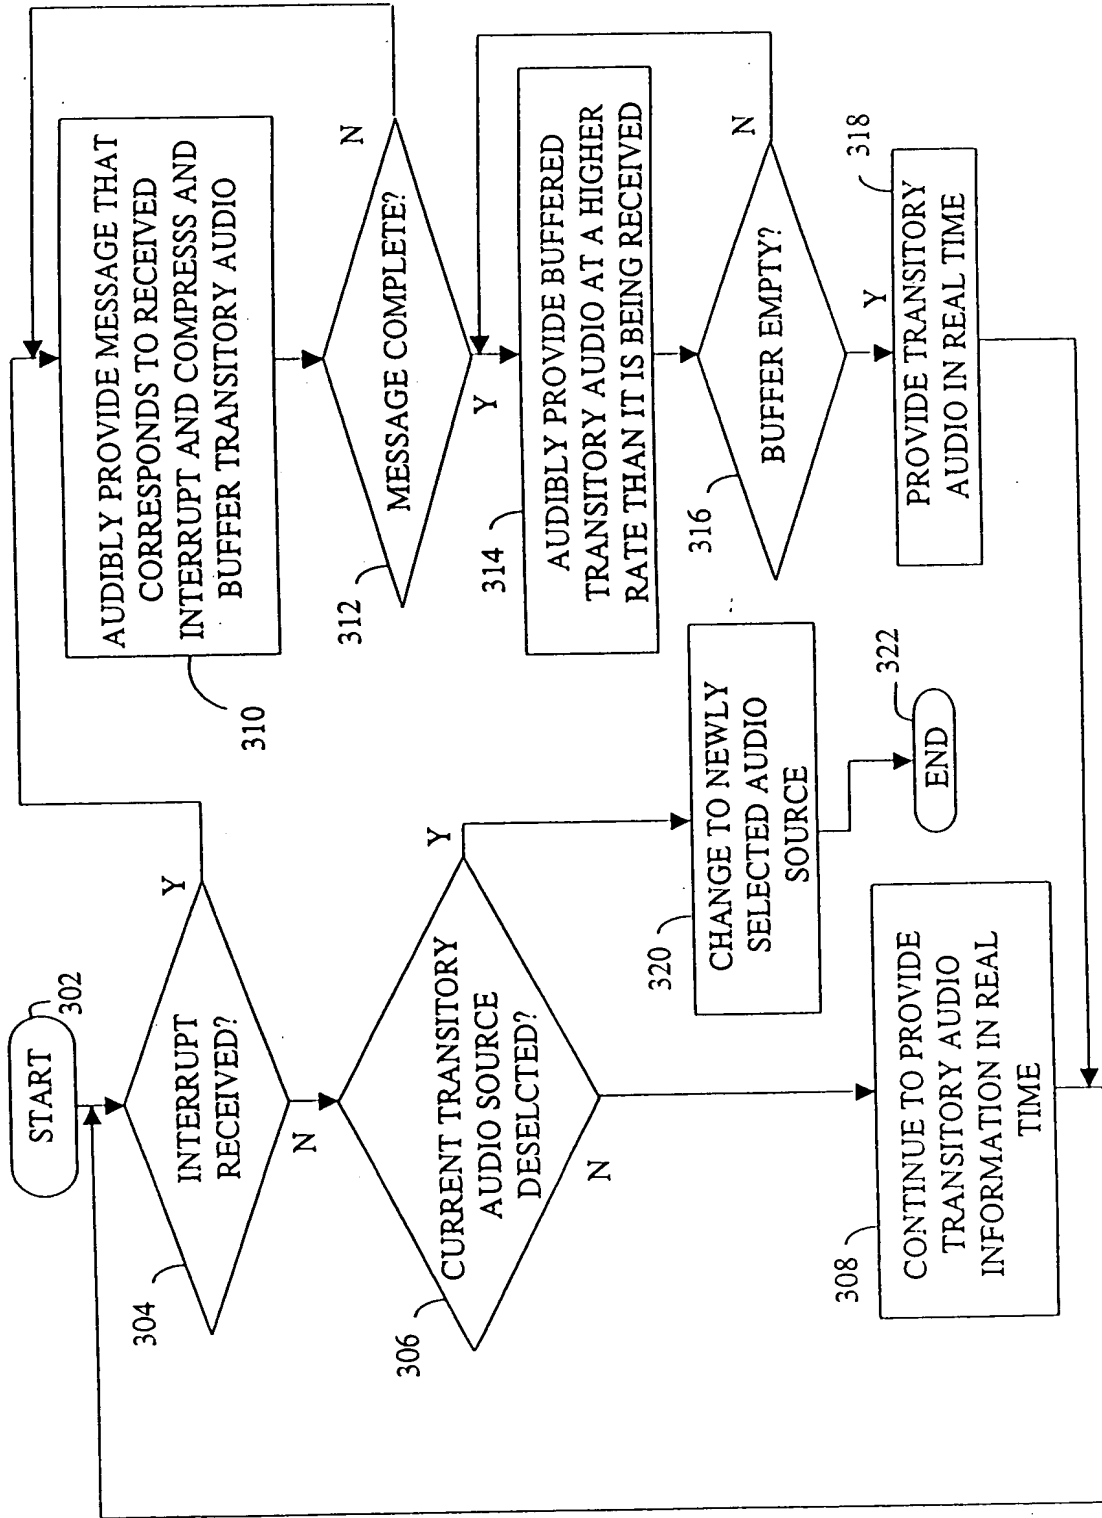 START
302
INTERRUPT
RECEIVED?
304
Y
N
CURRENT TRANSITORY
AUDIO SOURCE
DESELCTED?
306
Y
N
CONTINUE TO PROVIDE
TRANSITORY AUDIO
INFORMATION IN REAL
TIME
308
CHANGE TO NEWLY
SELECTED AUDIO
SOURCE
320
END
322
AUDIBLY PROVIDE MESSAGE THAT
CORRESPONDS TO RECEIVED
INTERRUPT AND COMPRESSS AND
BUFFER TRANSITORY AUDIO
310
MESSAGE COMPLETE?
312
N
Y
AUDIBLY PROVIDE BUFFERED
TRANSITORY AUDIO AT A HIGHER
RATE THAN IT IS BEING RECEIVED
314
BUFFER EMPTY?
316
N
Y
PROVIDE TRANSITORY
AUDIO IN REAL TIME
318